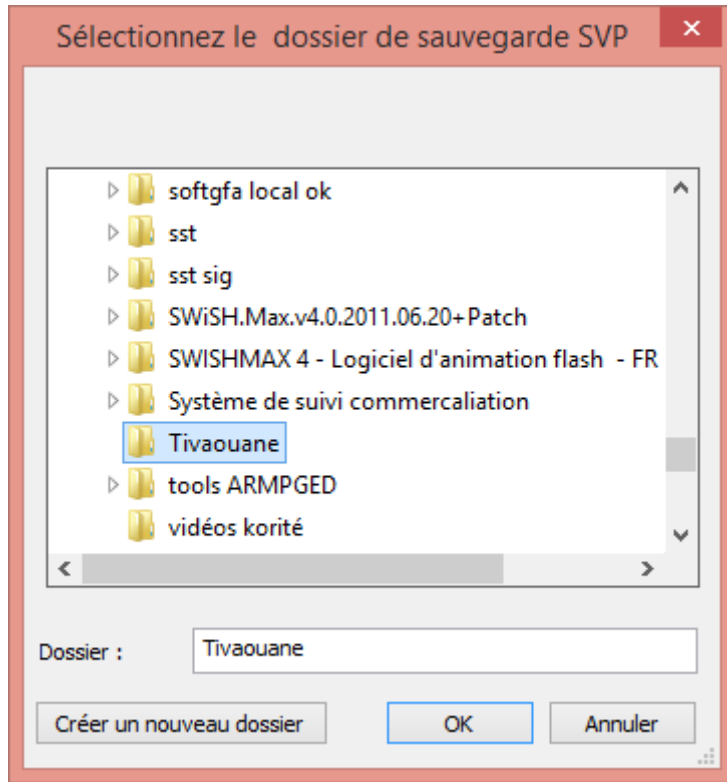 Sélectionnez le dossier de sauvegarde SVP
softgfa local ok
sst
sst sig
SWiSH.Max.v4.0.2011.06.20+Patch
SWISHMAX 4 - Logiciel d'animation flash - FR
Système de suivi commercaliation
Tivaouane
tools ARMPGED
vidéos korité
Dossier : Tivaouane
Créer un nouveau dossier OK Annuler